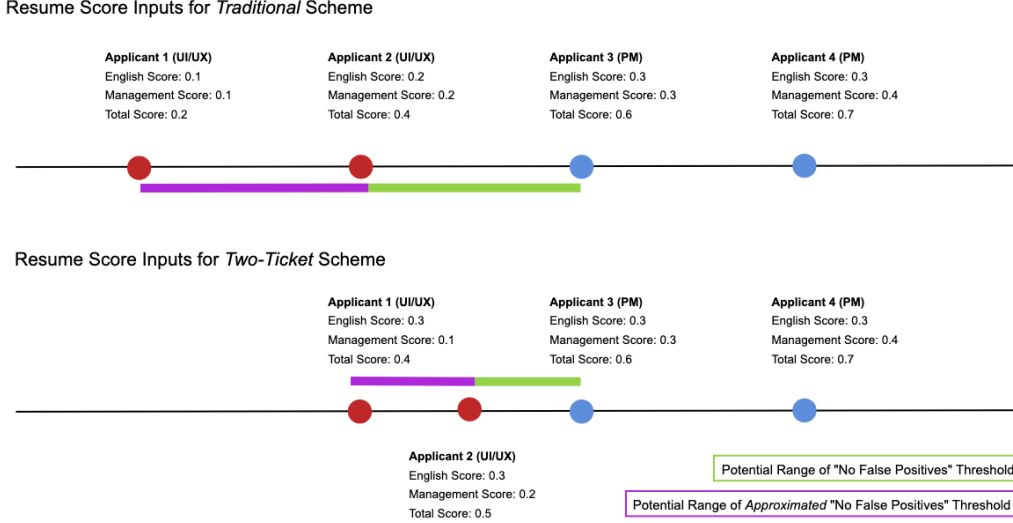 Resume Score Inputs for Traditional Scheme
Applicant 1 (UI/UX)
English Score: 0.1
Management Score: 0.1
Total Score: 0.2
Applicant 2 (UI/UX)
English Score: 0.2
Management Score: 0.2
Total Score: 0.4
Applicant 3 (PM)
English Score: 0.3
Management Score: 0.3
Total Score: 0.6
Applicant 4 (PM)
English Score: 0.3
Management Score: 0.4
Total Score: 0.7
Resume Score Inputs for Two-Ticket Scheme
Applicant 1 (UI/UX)
English Score: 0.3
Management Score: 0.1
Total Score: 0.4
Applicant 3 (PM)
English Score: 0.3
Management Score: 0.3
Total Score: 0.6
Applicant 4 (PM)
English Score: 0.3
Management Score: 0.4
Total Score: 0.7
Applicant 2 (UI/UX)
English Score: 0.3
Management Score: 0.2
Total Score: 0.5
Potential Range of "No False Positives" Threshold
Potential Range of Approximated "No False Positives" Threshold